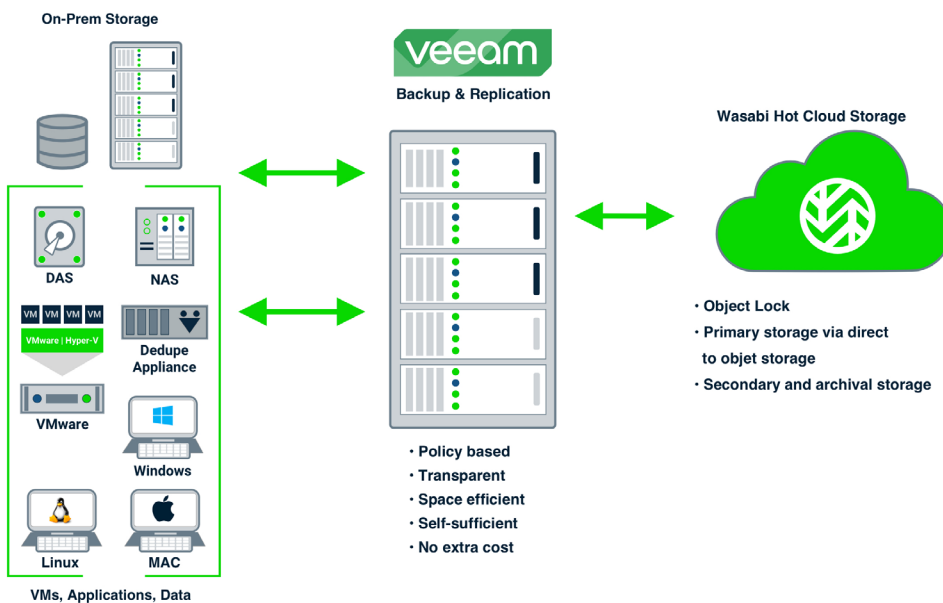 On-Prem Storage
veeam
Backup & Replication
Wasabi Hot Cloud Storage
DAS
NAS
VM VM VM VM
VMware | Hyper-V
Dedupe
Appliance
VMware
Windows
Linux
MAC
VMs, Applications, Data
· Policy based
· Transparent
· Space efficient
· Self-sufficient
· No extra cost
· Object Lock
· Primary storage via direct
to objet storage
· Secondary and archival storage